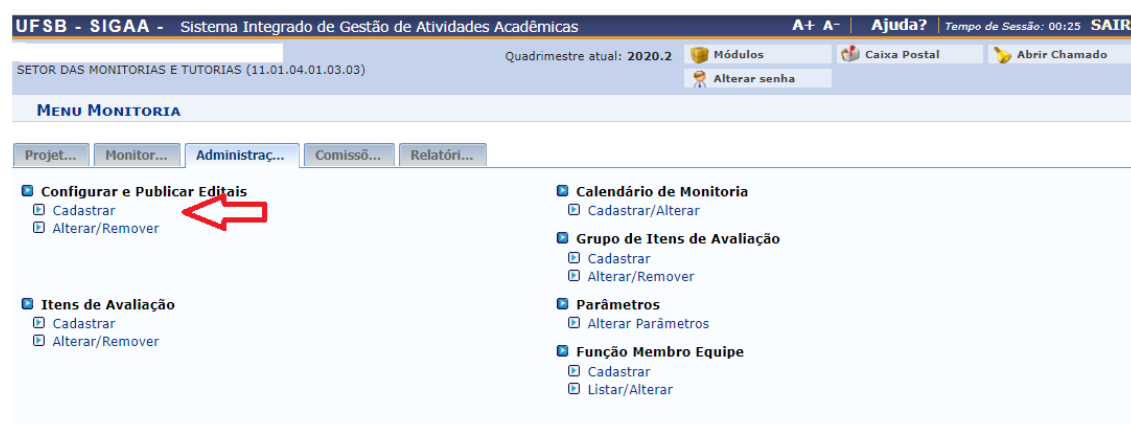 UFSB - SIGAA - Sistema Integrado de Gestão de Atividades Acadêmicas A+ A- | Ajuda? | Tempo de Sessão: 00:25 SAIR
Quadrimestre atual: 2020.2 Módulos Caixa Postal Abrir Chamado
SETOR DAS MONITORIAS E TUTORIAS (11.01.04.01.03.03)
Alterar senha
MENU MONITORIA
Projet... Monitor... Administraç... Comissõ... Relatóri...
Configurar e Publicar Editais
Cadastrar
Alterar/Remover
Itens de Avaliação
Cadastrar
Alterar/Remover
Calendário de Monitoria
Cadastrar/Alterar
Grupo de Itens de Avaliação
Cadastrar
Alterar/Remover
Parâmetros
Alterar Parâmetros
Função Membro Equipe
Cadastrar
Listar/Alterar